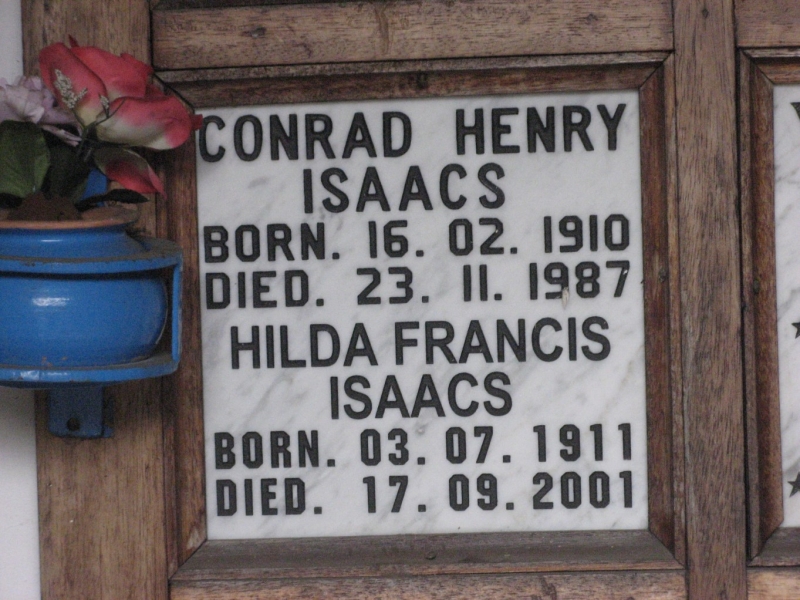 CONRAD HENRY
ISAACS
BORN. 16. 02. 1910
DIED. 23. 11. 1987
HILDA FRANCIS
ISAACS
BORN. 03. 07. 1911
DIED. 17. 09. 2001